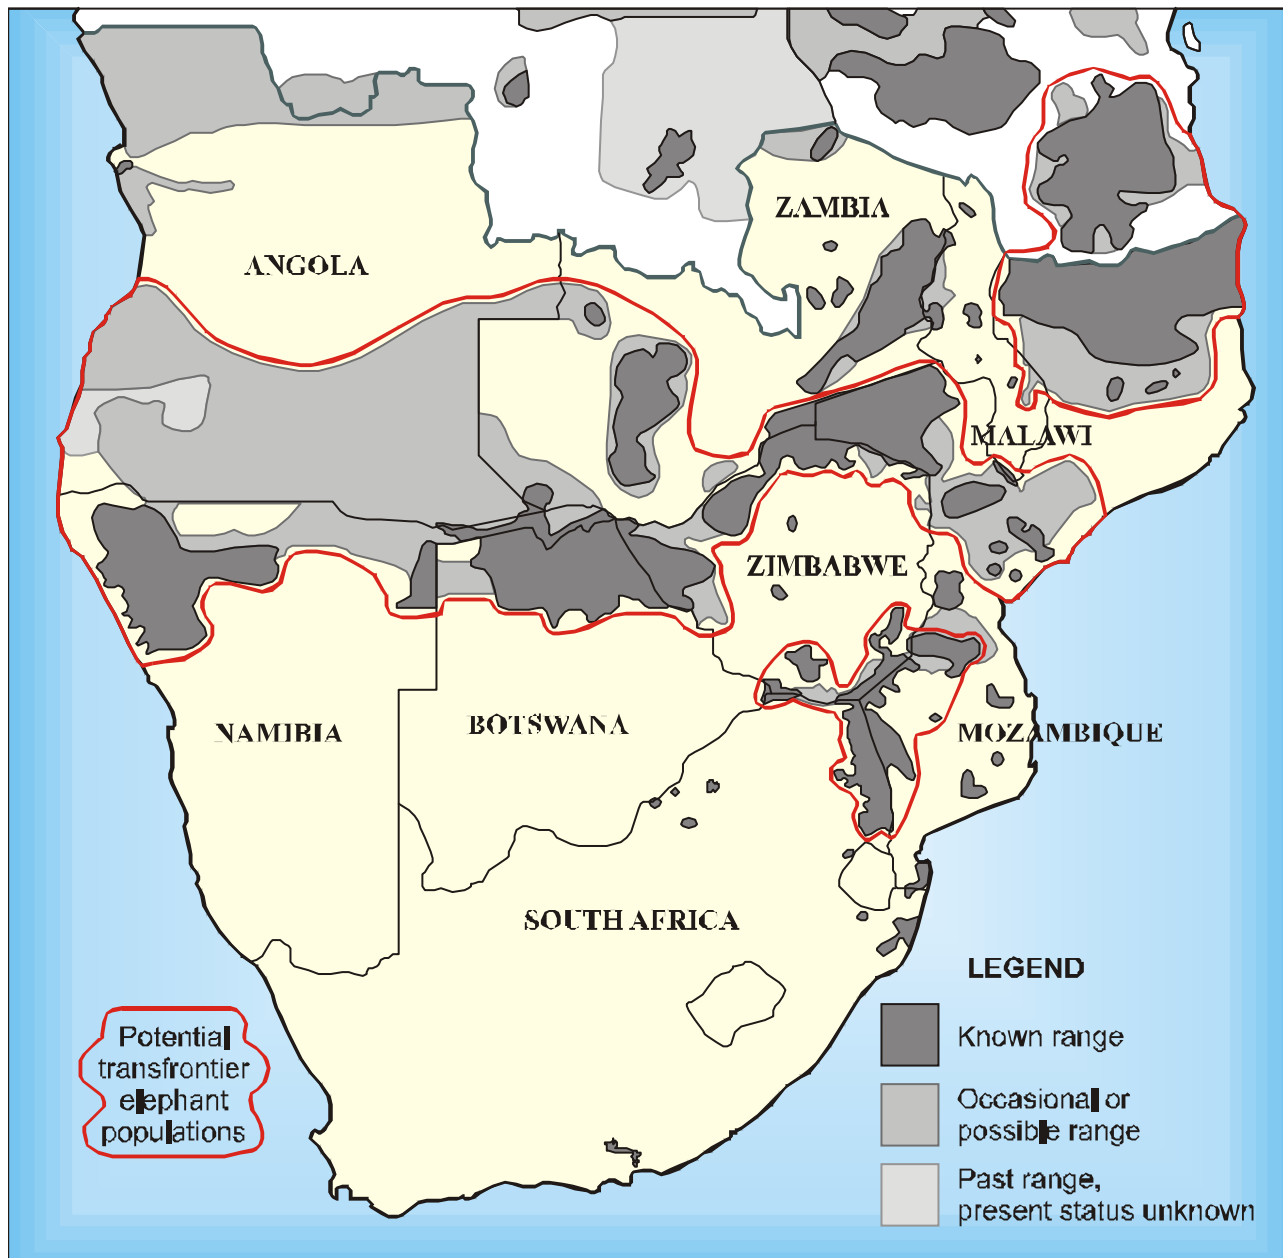 ZAMBIA
ANGOLA
MALAWI
ZIMBABWE
NAMIBIA
BOTSWANA
MOZAMBIQUE
SOUTH AFRICA
LEGEND
Known range
Occasional or
possible range
Past range,
present status unknown
Potential
transfrontier
elephant
populations